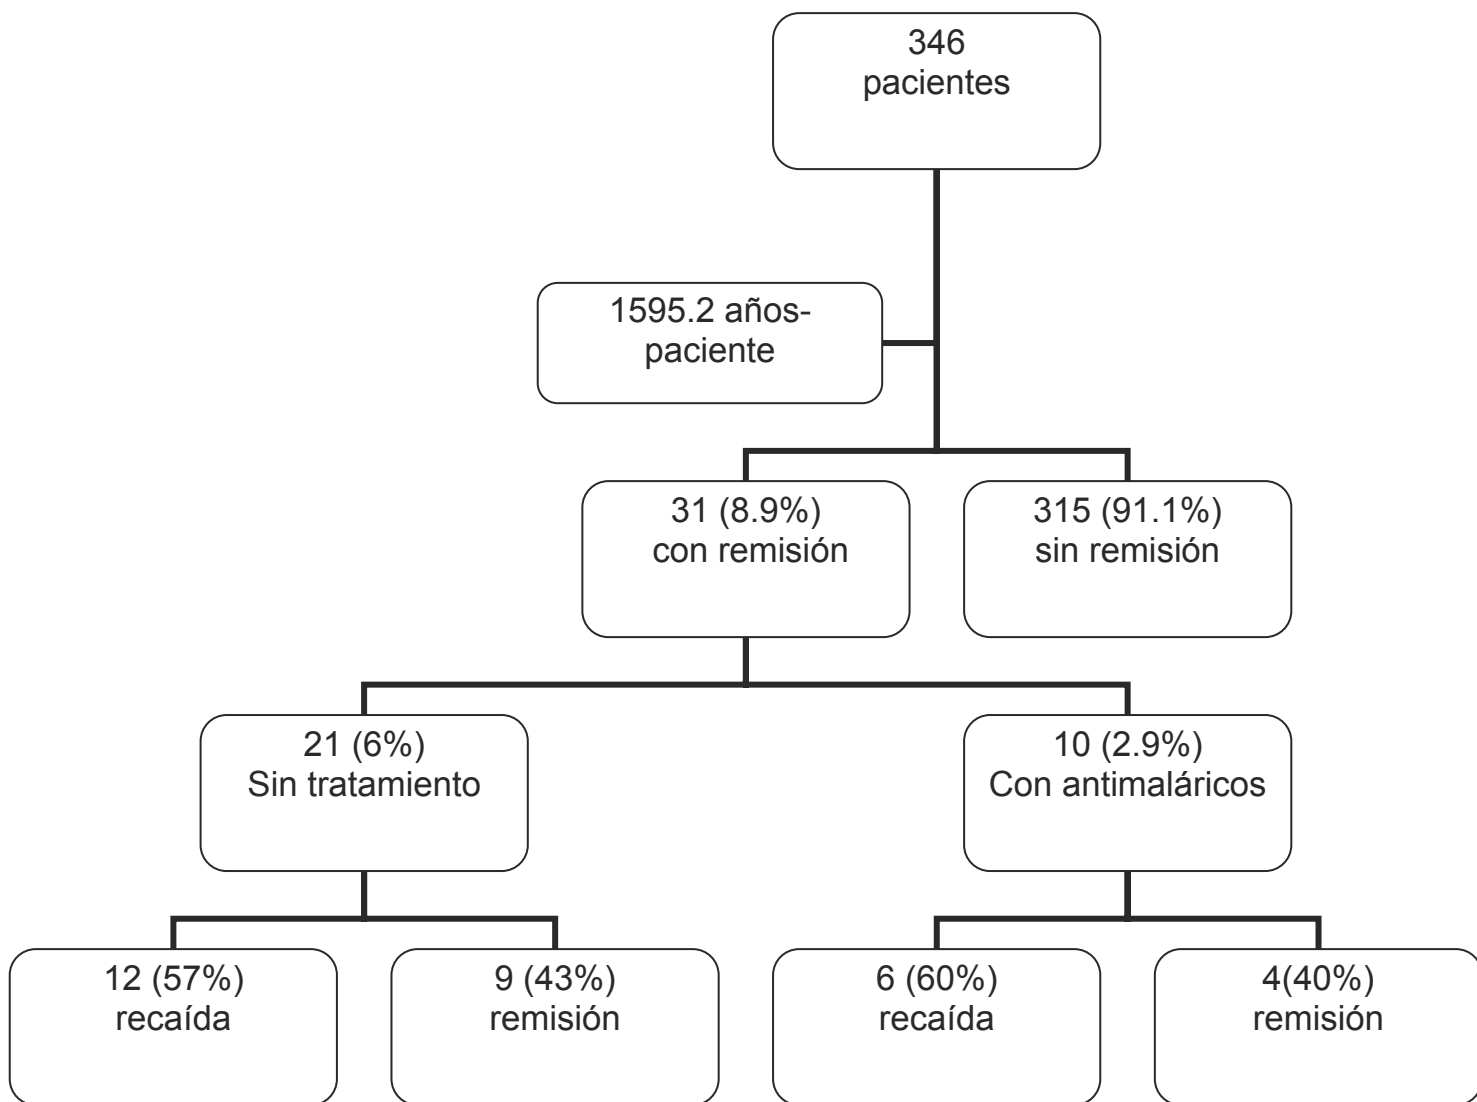 346
pacientes
1595.2 años-
paciente
31 (8.9%)
con remisión
315 (91.1%)
sin remisión
21 (6%)
Sin tratamiento
10 (2.9%)
Con antimaláricos
12 (57%)
recaída
9 (43%)
remisión
6 (60%)
recaída
4(40%)
remisión